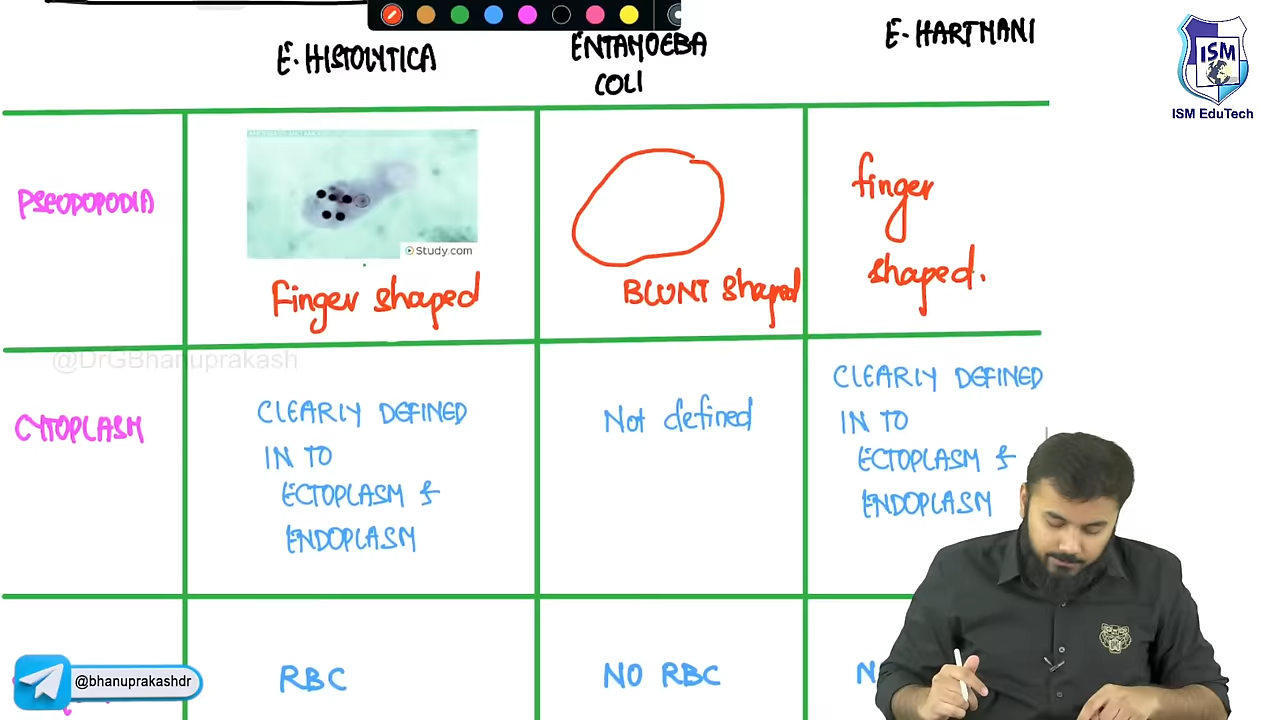 E. HISTOLYTICA
ENTAMOEBA
COLI
E. HARTMANI
ISM
ISM EduTech
PSEUDOPODIA
Study.com
Finger shaped
BLUNT shaped
finger
shaped.
@DrGBhanuprakash
CYTOPLASM
CLEARLY DEFINED
IN TO
ECTOPLASM &
ENDOPLASM
Not defined
CLEARLY DEFINED
IN TO
ECTOPLASM &
ENDOPLASM
@bhanuprakashdr
RBC
NO RBC